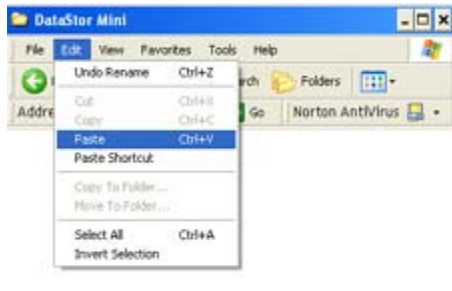 DataStor Mini
File Edit View Favorites Tools Help
Undo Rename Ctrl+Z
Folders
Cut Ctrl+X
Copy Ctrl+C
Go Norton AntiVirus
Paste Ctrl+V
Paste Shortcut
Copy To Folder...
Move To Folder...
Select All Ctrl+A
Invert Selection